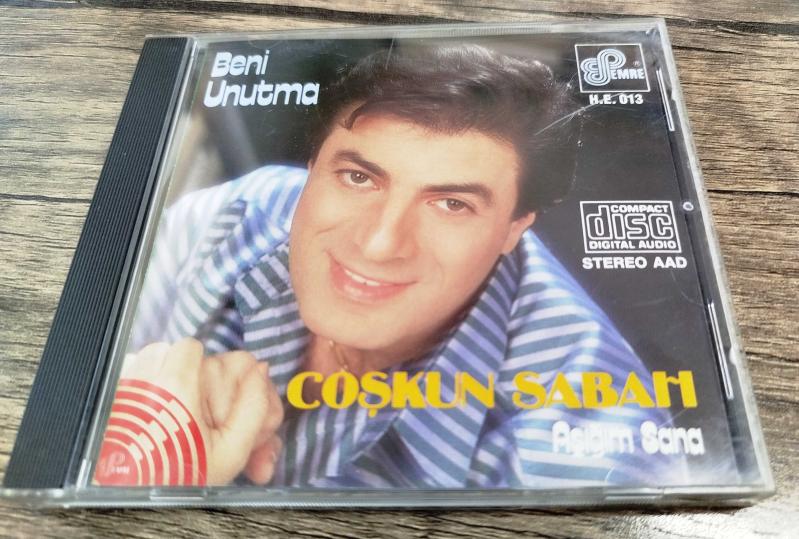 Beni
Unutma
EMRE ®
H.E. 013
COMPACT
disc
DIGITAL AUDIO
STEREO AAD
COŞKUN SABAH
Aşığım Sana